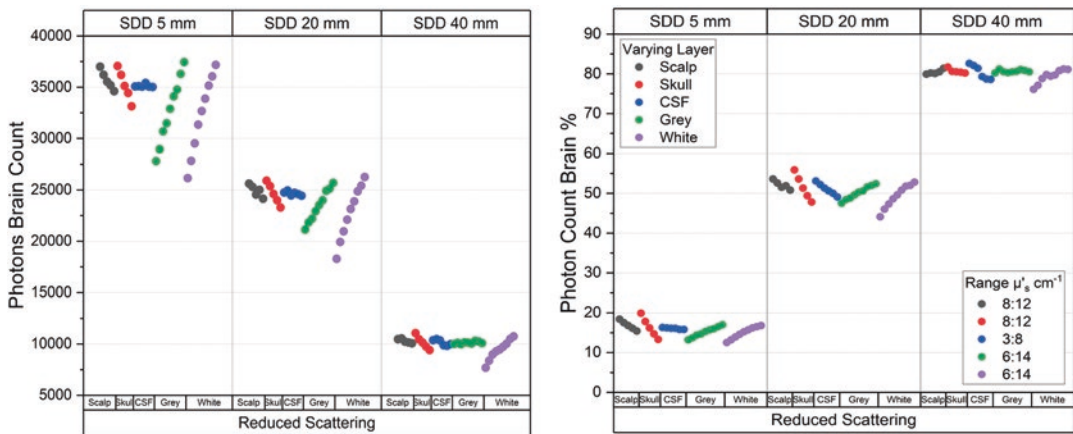 SDD 5 mm SDD 20 mm SDD 40 mm
40000
35000
30000
25000
20000
15000
10000
5000
Photons Brain Count
Scalp Skull CSF Grey White Scalp Skull CSF Grey White Scalp Skull CSF Grey White
Reduced Scattering
SDD 5 mm SDD 20 mm SDD 40 mm
Varying Layer
Scalp
Skull
CSF
Grey
White
90
80
70
60
50
40
30
20
10
0
Photon Count Brain %
Range µ's cm-1
8:12
8:12
3:8
6:14
6:14
Scalp Skull CSF Grey White Scalp Skull CSF Grey White Scalp Skull CSF Grey White
Reduced Scattering